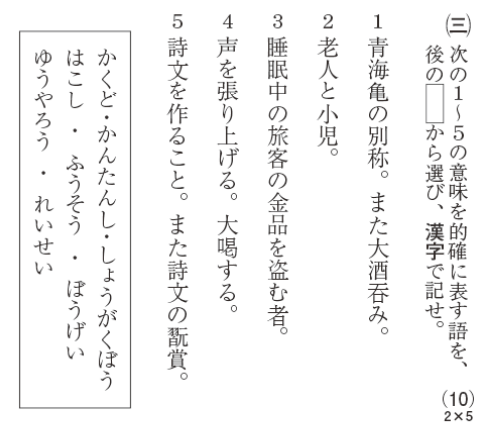 ㈢ 次の1～5の意味を的確に表す語を、
後の□から選び、漢字で記せ。
(10)
2×5
1 青海亀の別称。また大酒呑み。
2 老人と小児。
3 睡眠中の旅客の金品を盗む者。
4 声を張り上げる。大喝する。
5 詩文を作ること。また詩文の翫賞。
かくど・かんたんし・しょうがくぼう
はこし・ふうそう・ぼうげい
ゆうやろう・れいせい